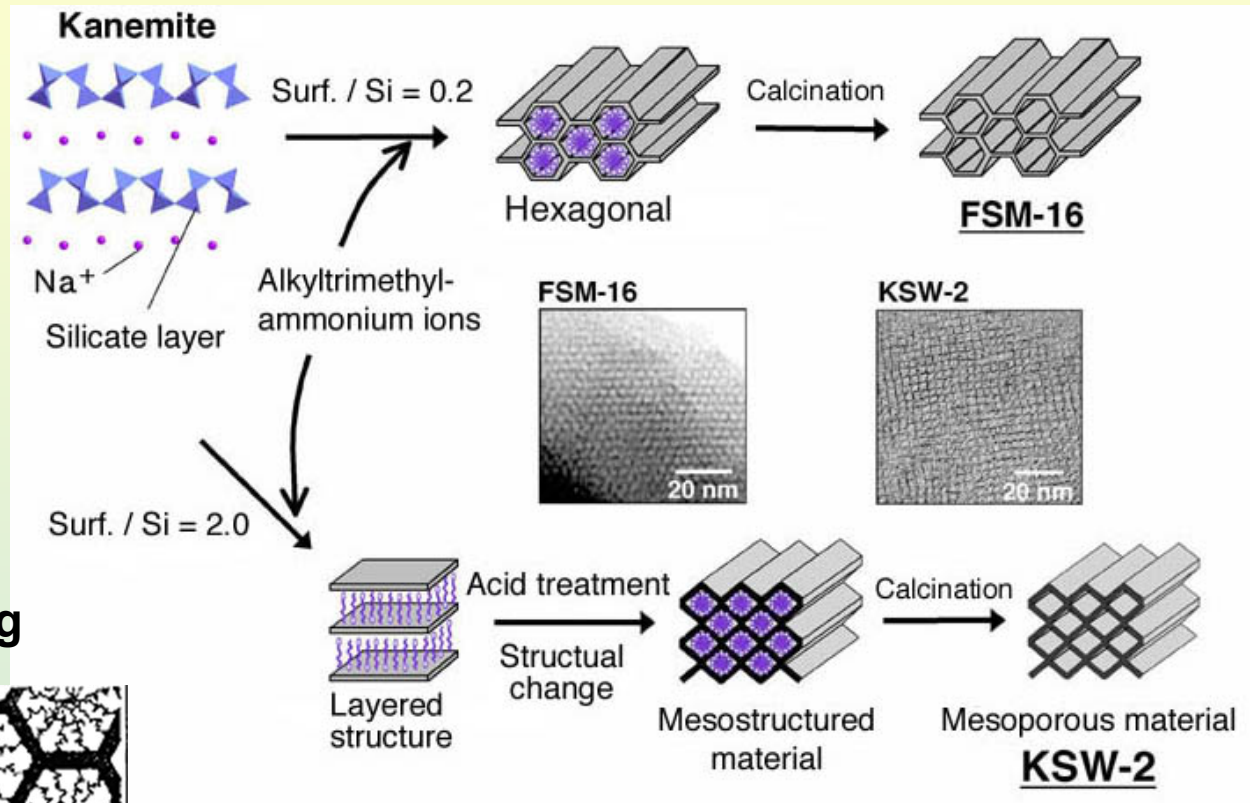 Kanemite
Surf. / Si = 0.2
Calcination
Hexagonal
FSM-16
Na+
Silicate layer
Alkyltrimethyl-
ammonium ions
FSM-16
20 nm
KSW-2
20 nm
Surf. / Si = 2.0
g
Layered
structure
Acid treatment
Structual
change
Mesostructured
material
Calcination
Mesoporous material
KSW-2